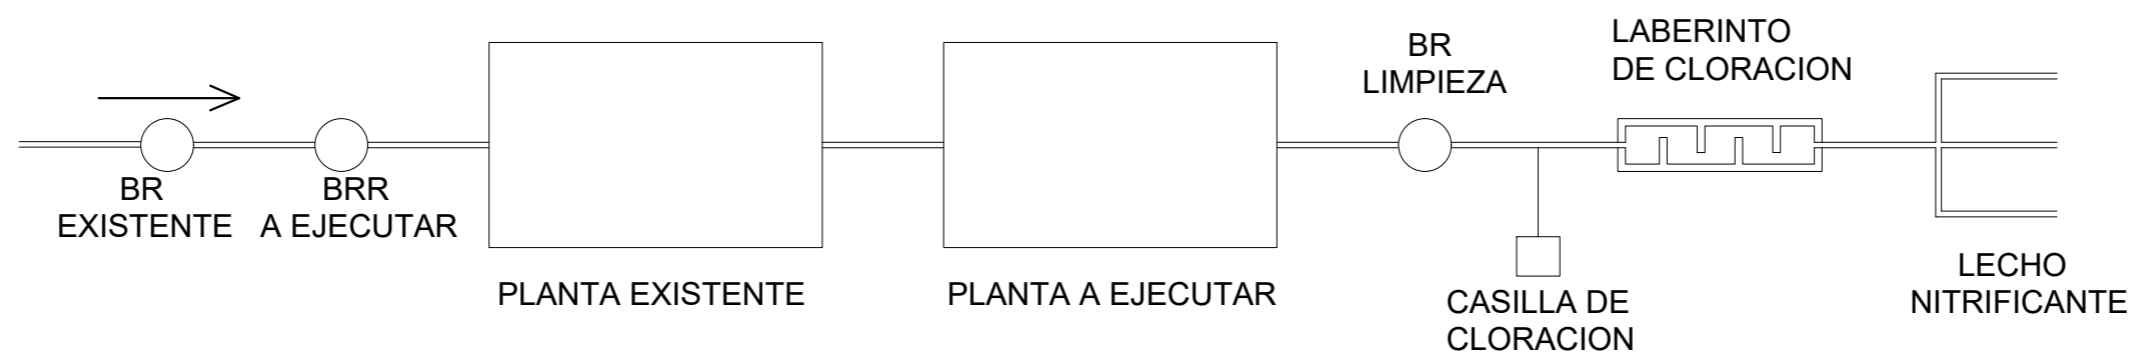 BR
EXISTENTE
BRR
A EJECUTAR
PLANTA EXISTENTE
PLANTA A EJECUTAR
BR
LIMPIEZA
CASILLA DE
CLORACION
LABERINTO
DE CLORACION
LECHO
NITRIFICANTE